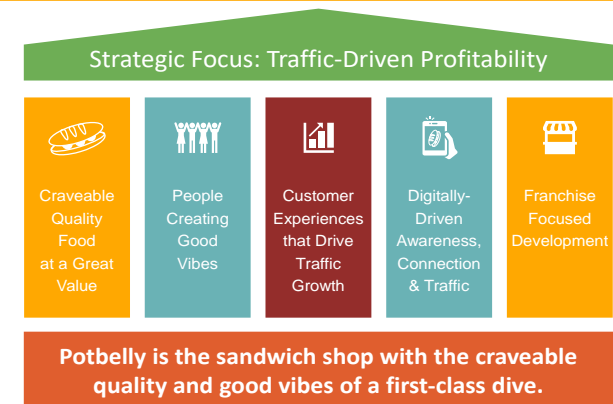 Strategic Focus: Traffic-Driven Profitability
Craveable
Quality
Food
at a Great
Value
People
Creating
Good
Vibes
Customer
Experiences
that Drive
Traffic
Growth
Digitally-
Driven
Awareness,
Connection
& Traffic
Franchise
Focused
Development
Potbelly is the sandwich shop with the craveable
quality and good vibes of a first-class dive.